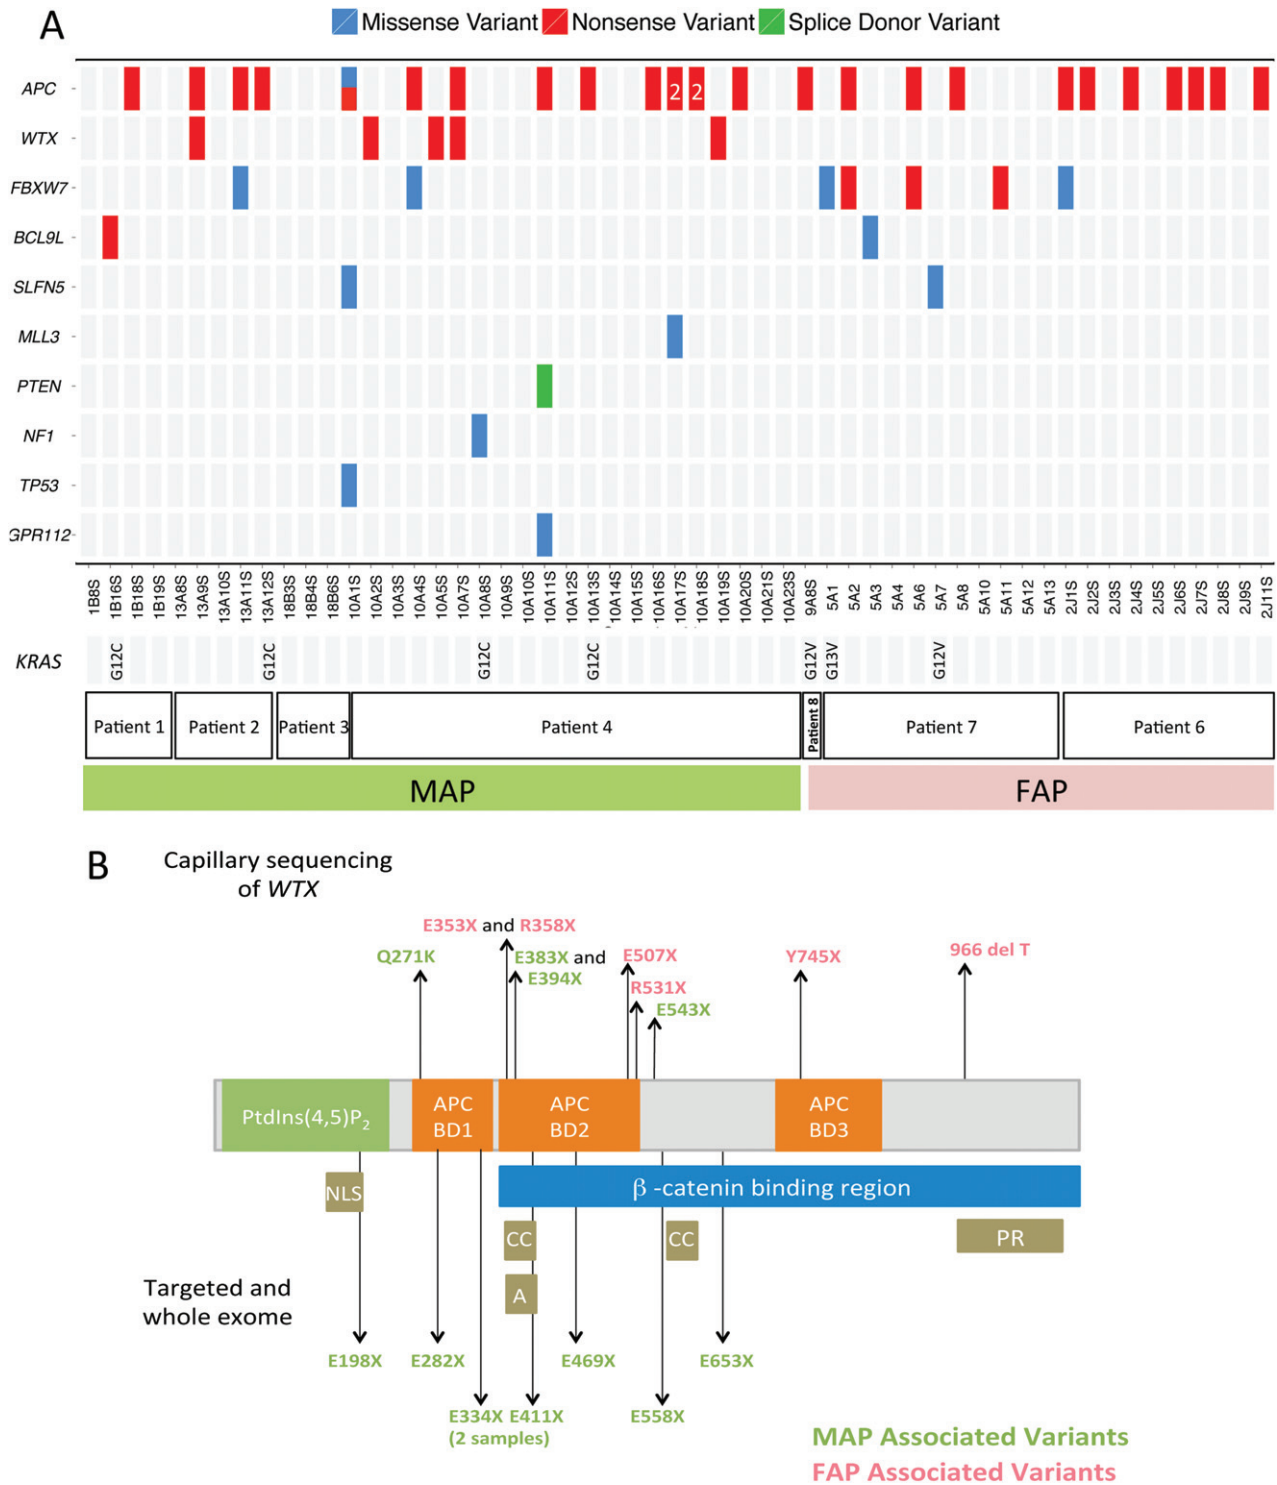 A
Missense Variant Nonsense Variant Splice Donor Variant
APC
2 2
WTX
FBXW7
BCL9L
SLFN5
MLL3
PTEN
NF1
TP53
GPR112
1B8S 1B16S 1B18S 1B19S 13A8S 13A9S 13A10S 13A11S 13A12S 18B3S 18B4S 18B6S 10A1S 10A2S 10A3S 10A4S 10A5S 10A7S 10A8S 10A9S 10A10S 10A11S 10A12S 10A13S 10A14S 10A15S 10A16S 10A17S 10A18S 10A19S 10A20S 10A21S 10A23S 9A8S 5A1 5A2 5A3 5A4 5A6 5A7 5A8 5A10 5A11 5A12 5A13 2J1S 2J2S 2J3S 2J4S 2J5S 2J6S 2J7S 2J8S 2J9S 2J11S
KRAS G12C G12C G12C G12C G12V G13V G12V
Patient 1 Patient 2 Patient 3 Patient 4 Patient 8 Patient 7 Patient 6
MAP FAP
B
Capillary sequencing
of WTX
E353X and R358X
Q271K E383X and E507X Y745X 966 del T
E394X R531X
E543X
PtdIns(4,5)P2
APC
BD1
APC
BD2
APC
BD3
NLS
β -catenin binding region
CC CC PR
A
Targeted and
whole exome
E198X E282X E469X E653X
E334X E411X E558X
(2 samples)
MAP Associated Variants
FAP Associated Variants